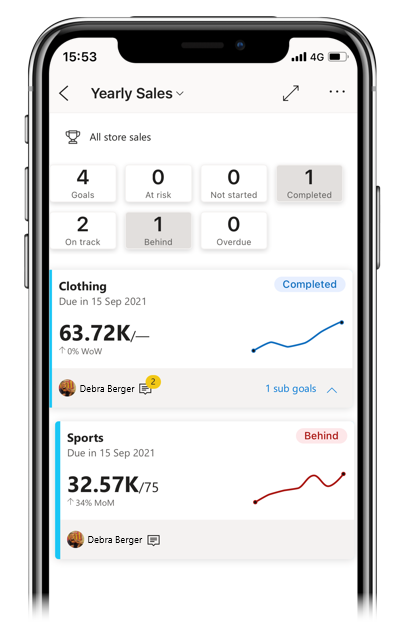 15:53
4G
Yearly Sales
All store sales
4 0 0 1
Goals At risk Not started Completed
2 1 0
On track Behind Overdue
Clothing Completed
Due in 15 Sep 2021
63.72K/—
↑ 0% WoW
Debra Berger 2 1 sub goals
Sports Behind
Due in 15 Sep 2021
32.57K/75
↑ 34% MoM
Debra Berger